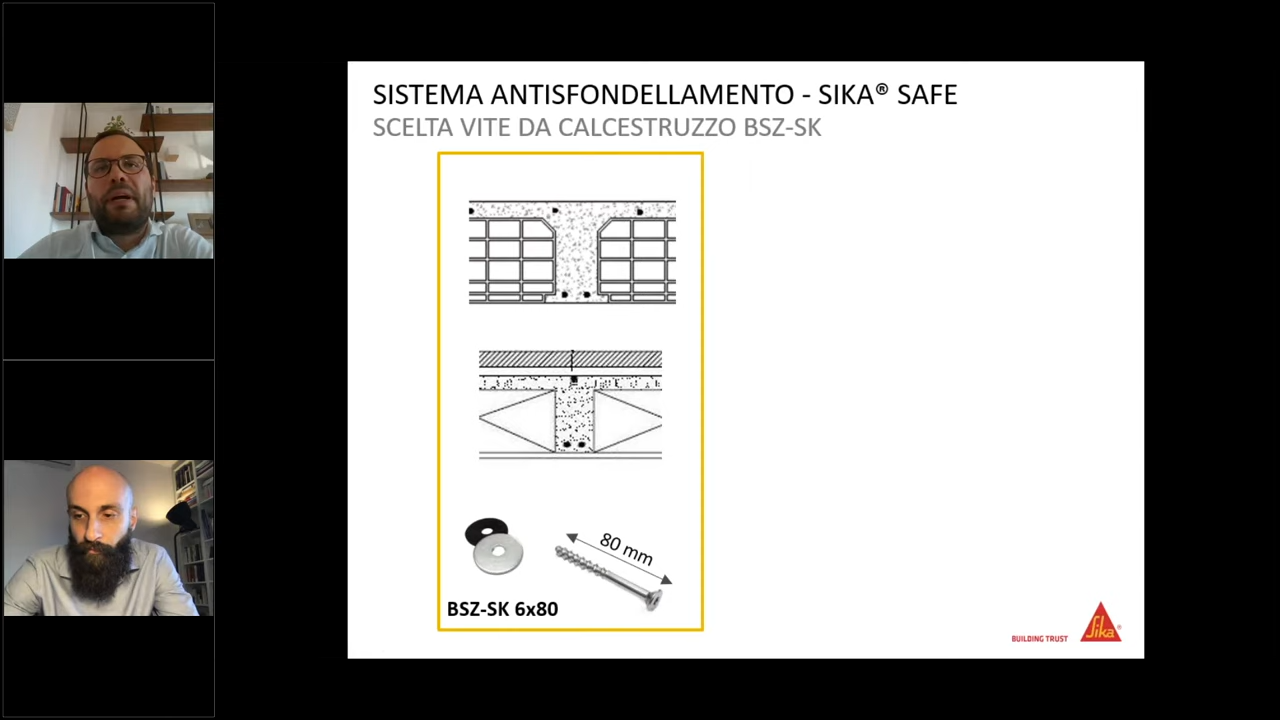 SISTEMA ANTISFONDELLAMENTO - SIKA® SAFE
SCELTA VITE DA CALCESTRUZZO BSZ-SK
80 mm
BSZ-SK 6x80
BUILDING TRUST
Sika®